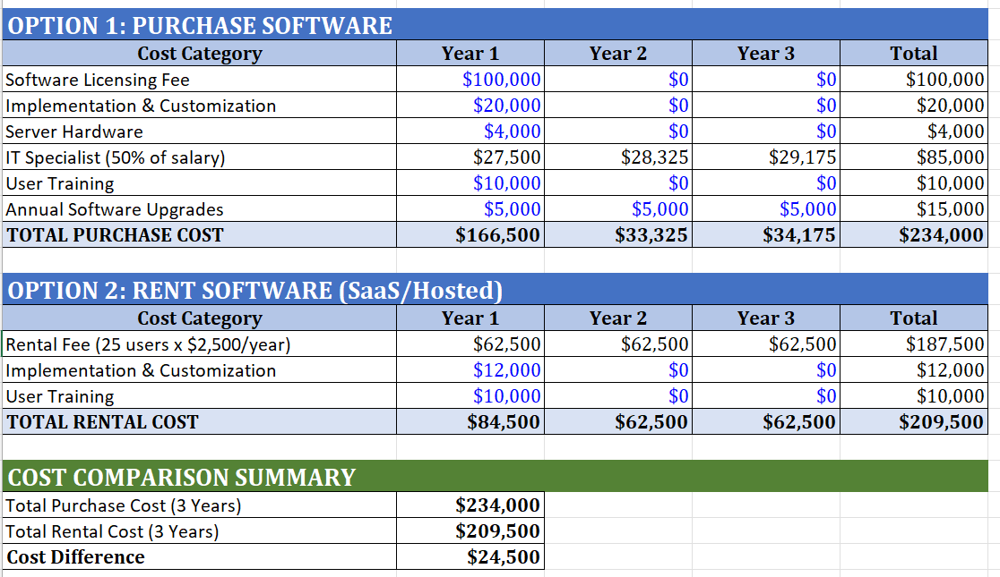 OPTION 1: PURCHASE SOFTWARE
Cost Category Year 1 Year 2 Year 3 Total
Software Licensing Fee $100,000 $0 $0 $100,000
Implementation & Customization $20,000 $0 $0 $20,000
Server Hardware $4,000 $0 $0 $4,000
IT Specialist (50% of salary) $27,500 $28,325 $29,175 $85,000
User Training $10,000 $0 $0 $10,000
Annual Software Upgrades $5,000 $5,000 $5,000 $15,000
TOTAL PURCHASE COST $166,500 $33,325 $34,175 $234,000
OPTION 2: RENT SOFTWARE (SaaS/Hosted)
Cost Category Year 1 Year 2 Year 3 Total
Rental Fee (25 users x $2,500/year) $62,500 $62,500 $62,500 $187,500
Implementation & Customization $12,000 $0 $0 $12,000
User Training $10,000 $0 $0 $10,000
TOTAL RENTAL COST $84,500 $62,500 $62,500 $209,500
COST COMPARISON SUMMARY
Total Purchase Cost (3 Years) $234,000
Total Rental Cost (3 Years) $209,500
Cost Difference $24,500